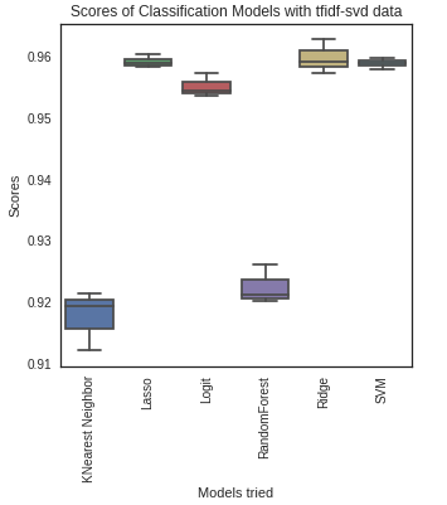 Scores of Classification Models with tfidf-svd data
0.96
0.95
0.94
0.93
0.92
0.91
Scores
KNearest Neighbor
Lasso
Logit
RandomForest
Ridge
SVM
Models tried